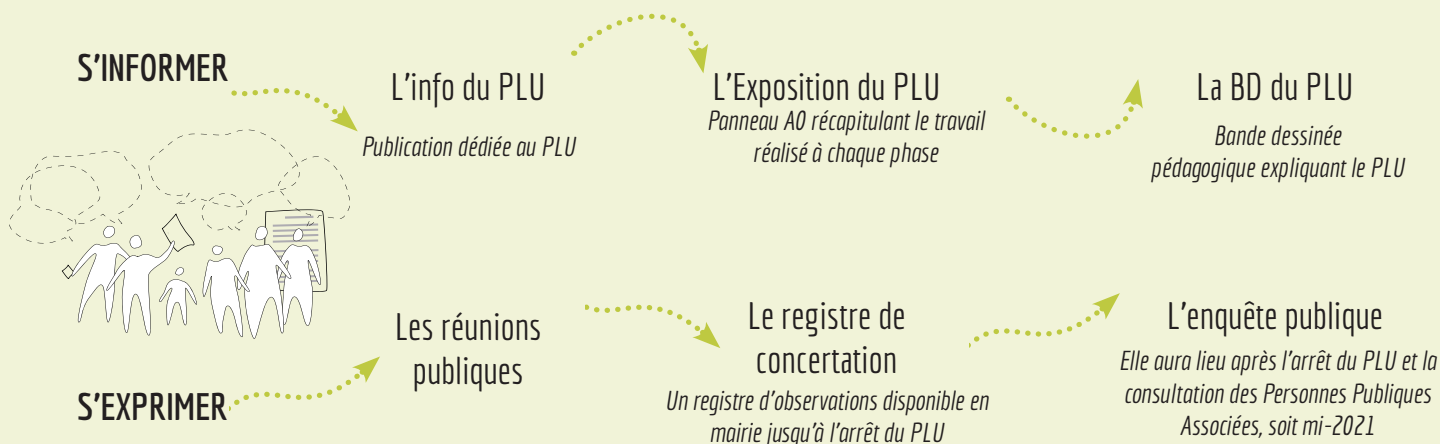 S'INFORMER
L'info du PLU
Publication dédiée au PLU
L'Exposition du PLU
Panneau A0 récapitulant le travail
réalisé à chaque phase
La BD du PLU
Bande dessinée
pédagogique expliquant le PLU
S'EXPRIMER
Les réunions
publiques
Le registre de
concertation
Un registre d'observations disponible en
mairie jusqu'à l'arrêt du PLU
L'enquête publique
Elle aura lieu après l'arrêt du PLU et la
consultation des Personnes Publiques
Associées, soit mi-2021